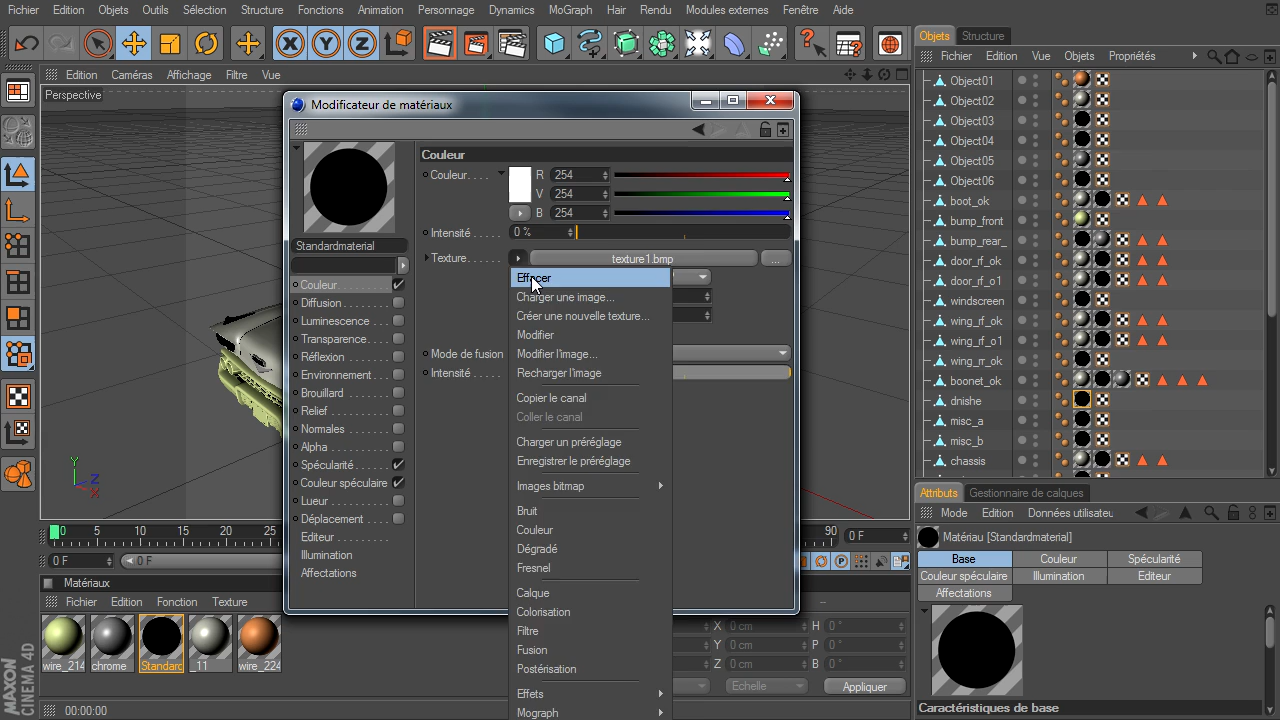 Fichier Edition Objets Outils Sélection Structure Fonctions Animation Personnage Dynamics MoGraph Hair Rendu Modules externes Fenêtre Aide
Objets Structure
Fichier Edition Vue Objets Propriétés
Edition Caméras Affichage Filtre Vue
Perspective
Modificateur de matériaux
Couleur
Couleur. . . . R 254
V 254
B 254
Intensité . . . . . 0 %
Texture. . . . . . texture1.bmp ...
Standardmaterial
Couleur. . . . . . .
Diffusion . . . . . .
Luminescence . . .
Transparence. . . .
Réflexion . . . . . .
Environnement. . .
Brouillard . . . . . .
Relief . . . . . . . .
Normales. . . . . .
Alpha . . . . . . . .
Spécularité. . . . .
Couleur spéculaire
Lueur . . . . . . . .
Déplacement . . . .
Editeur . . . . . . . .
Illumination
Affectations
Mode de fusion
Intensité . . . . .
Effacer
Charger une image...
Créer une nouvelle texture...
Modifier
Modifier l'image...
Recharger l'image
Copier le canal
Coller le canal
Charger un préréglage
Enregistrer le préréglage
Images bitmap
Bruit
Couleur
Dégradé
Fresnel
Calque
Colorisation
Filtre
Fusion
Postérisation
Effets
Mograph
Object01
Object02
Object03
Object04
Object05
Object06
boot_ok
bump_front
bump_rear_
door_rf_ok
door_rf_o1
windscreen
wing_rf_ok
wing_rf_o1
wing_rr_ok
boonet_ok
dnishe
misc_a
misc_b
chassis
Y Z X
0 5 10 15 20 25 90 0 F
0 F 0 F
Matériaux
Fichier Edition Fonction Texture
wire_214 chrome Standard _11 wire_224
X 0 cm H 0 °
Y 0 cm P 0 °
Z 0 cm B 0 °
Echelle Appliquer
00:00:00
MAXON
CINEMA 4D
Attributs Gestionnaire de calques
Mode Edition Données utilisateur
Matériau [Standardmaterial]
Base Couleur Spécularité
Couleur spéculaire Illumination Editeur
Affectations
Caractéristiques de base